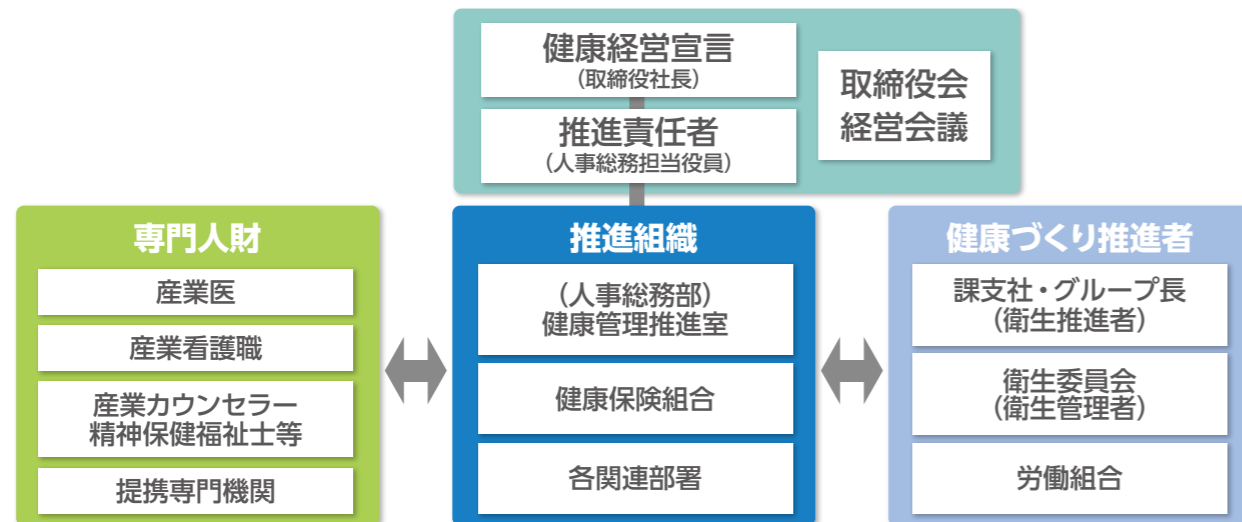 健康経営宣言
(取締役社長)
推進責任者
(人事総務担当役員)
取締役会
経営会議
専門人財
産業医
産業看護職
産業カウンセラー
精神保健福祉士等
提携専門機関
推進組織
(人事総務部)
健康管理推進室
健康保険組合
各関連部署
健康づくり推進者
課支社・グループ長
(衛生推進者)
衛生委員会
(衛生管理者)
労働組合